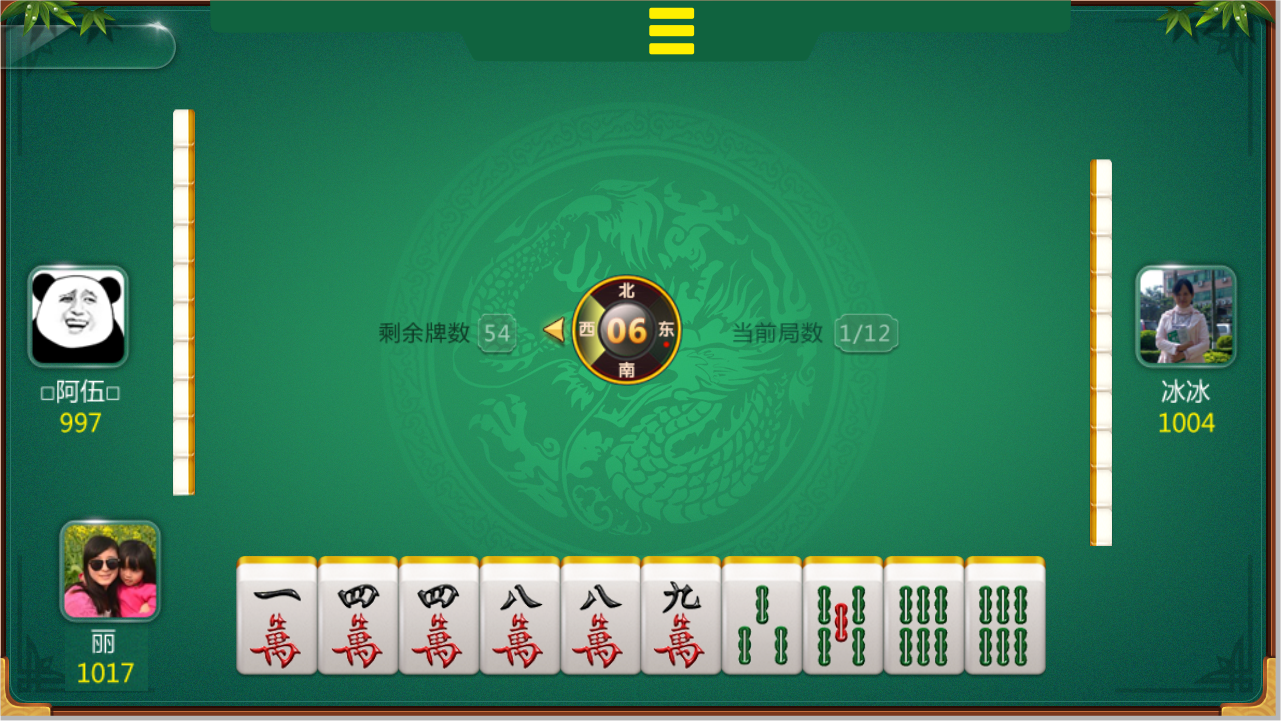 北
剩余牌数 54
西 06 东
当前局数 1/12
南
□阿伍□
997
冰冰
1004
丽
1017
一萬 四萬 四萬 八萬 八萬 九萬